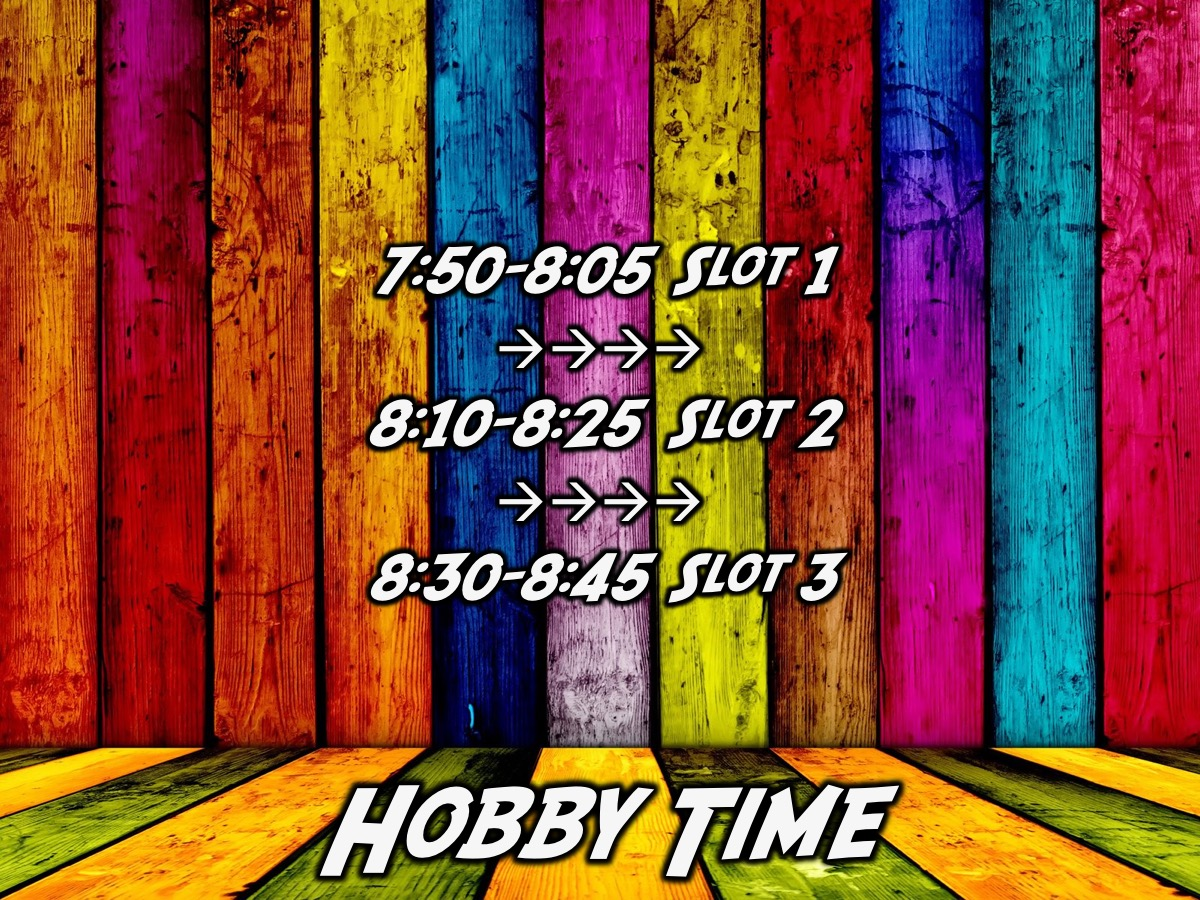 7:50-8:05 Slot 1
→→→→
8:10-8:25 Slot 2
→→→→
8:30-8:45 Slot 3
Hobby Time